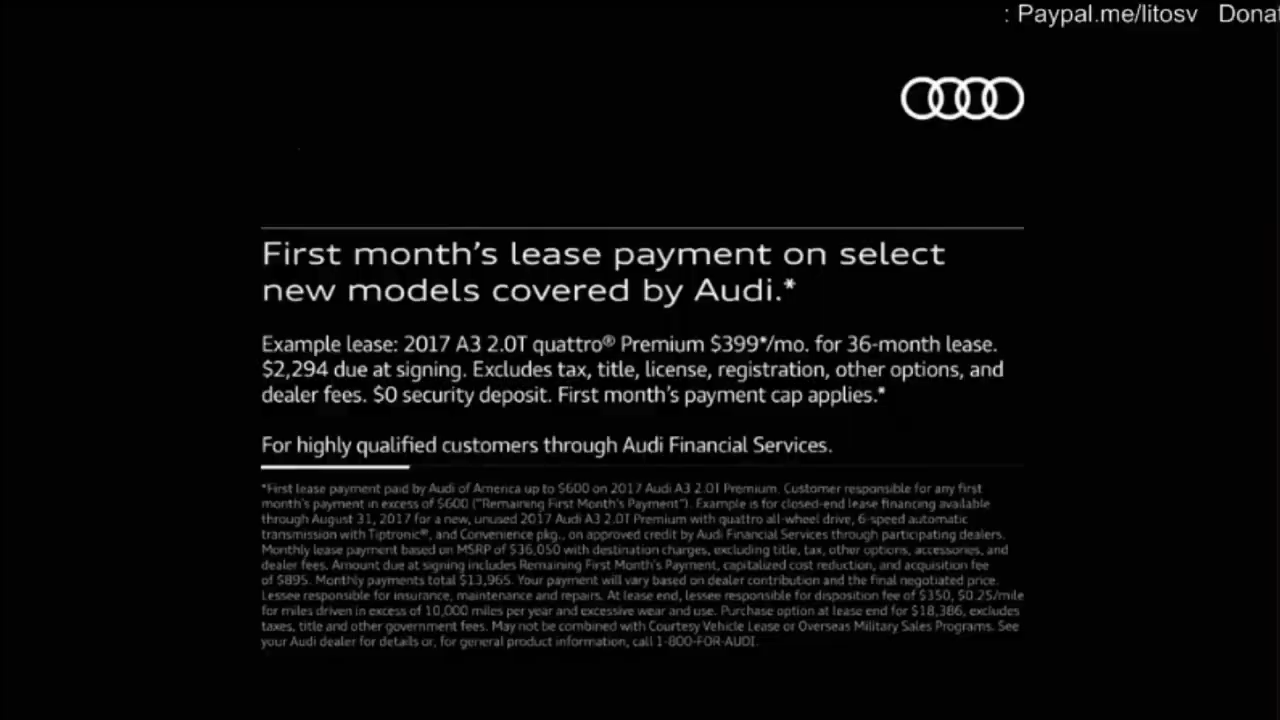 : Paypal.me/litosv Dona
First month's lease payment on select
new models covered by Audi.*
Example lease: 2017 A3 2.0T quattro® Premium $399*/mo. for 36-month lease.
$2,294 due at signing. Excludes tax, title, license, registration, other options, and
dealer fees. $0 security deposit. First month's payment cap applies.*
For highly qualified customers through Audi Financial Services.
*First lease payment paid by Audi of America up to $600 on 2017 Audi A3 2.0T Premium. Customer responsible for any first
month's payment in excess of $600 ("Remaining First Month's Payment"). Example is for closed-end lease financing available
through August 31, 2017 for a new, unused 2017 Audi A3 2.0T Premium with quattro all-wheel drive, 6-speed automatic
transmission with Tiptronic®, and Convenience pkg., on approved credit by Audi Financial Services through participating dealers.
Monthly lease payment based on MSRP of $36,050 with destination charges, excluding title, tax, other options, accessories, and
dealer fees. Amount due at signing includes Remaining First Month's Payment, capitalized cost reduction, and acquisition fee
of $895. Monthly payments total $13,965. Your payment will vary based on dealer contribution and the final negotiated price.
Lessee responsible for insurance, maintenance and repairs. At lease end, lessee responsible for disposition fee of $350, $0.25/mile
for miles driven in excess of 10,000 miles per year and excessive wear and use. Purchase option at lease end for $18,386, excludes
taxes, title and other government fees. May not be combined with Courtesy Vehicle Lease or Overseas Military Sales Programs. See
your Audi dealer for details or, for general product information, call 1-800-FOR-AUDI.